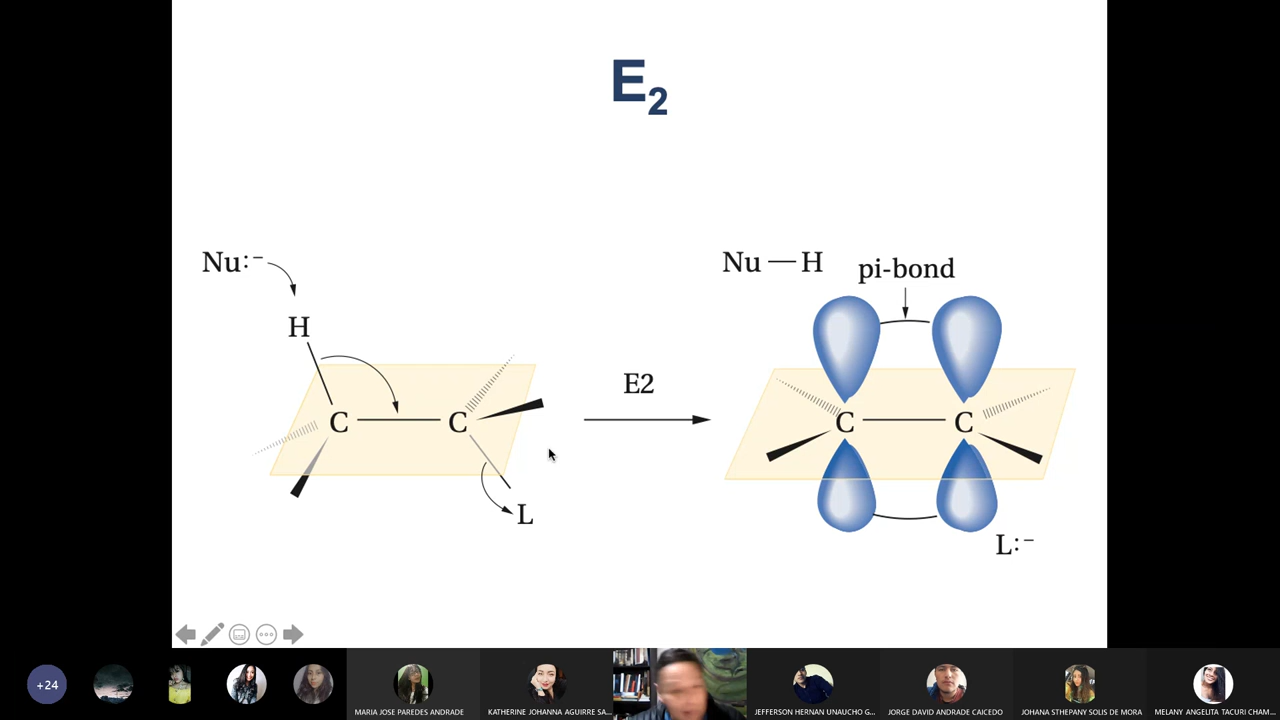 E₂
Nu:⁻
H
C
C
L
E2
Nu — H
pi-bond
C
C
L:⁻
+24
MARIA JOSE PAREDES ANDRADE
KATHERINE JOHANNA AGUIRRE SA...
JEFFERSON HERNAN UNAUCHO G...
JORGE DAVID ANDRADE CAICEDO
JOHANA STHEPANY SOLIS DE MORA
MELANY ANGELITA TACURI CHAM...